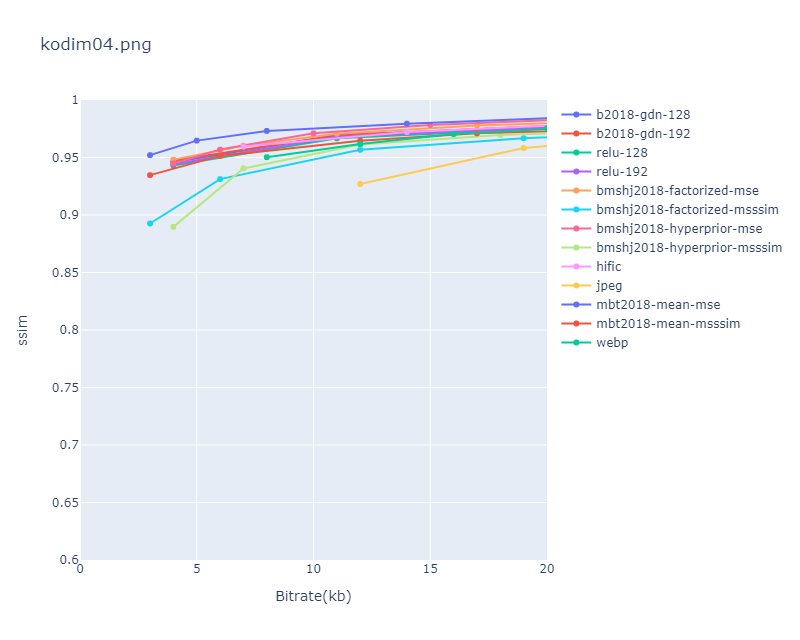 kodim04.png
1
0.95
0.9
0.85
0.8
0.75
0.7
0.65
0.6
ssim
0
5
10
15
20
Bitrate(kb)
b2018-gdn-128
b2018-gdn-192
relu-128
relu-192
bmshj2018-factorized-mse
bmshj2018-factorized-msssim
bmshj2018-hyperprior-mse
bmshj2018-hyperprior-msssim
hific
jpeg
mbt2018-mean-mse
mbt2018-mean-msssim
webp